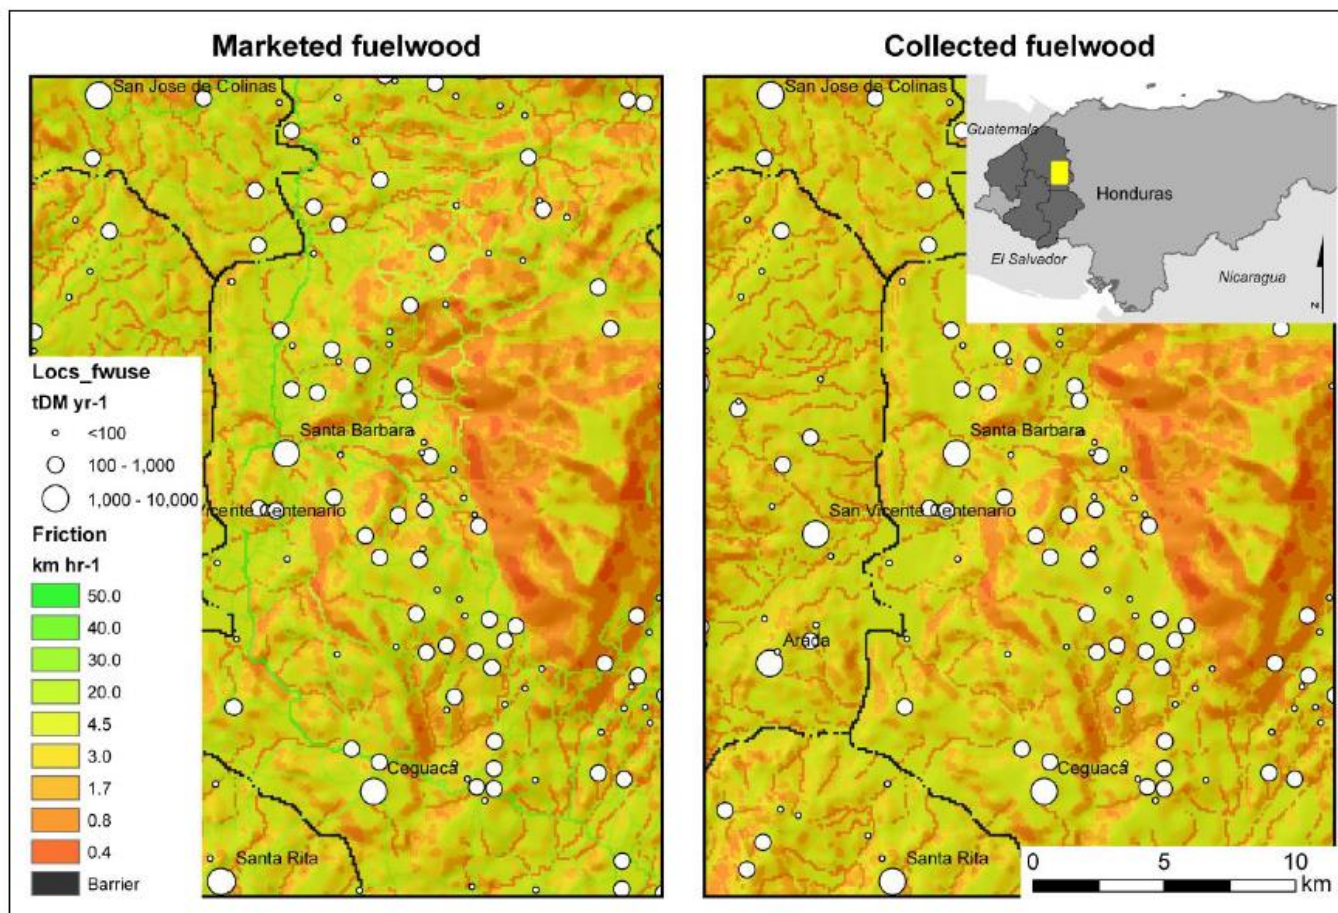 Marketed fuelwood
Collected fuelwood
San Jose de Colinas
San Jose de Colinas
Guatemala
Honduras
El Salvador
Nicaragua
N
Locs_fwuse
tDM yr-1
<100
100 - 1,000
1,000 - 10,000
Friction
km hr-1
50.0
40.0
30.0
20.0
4.5
3.0
1.7
0.8
0.4
Barrier
Santa Barbara
icente Centenario
Ceguaca
Santa Rita
Santa Barbara
San Vicente Centenario
Arada
Ceguaca
Santa Rita
0 5 10
km